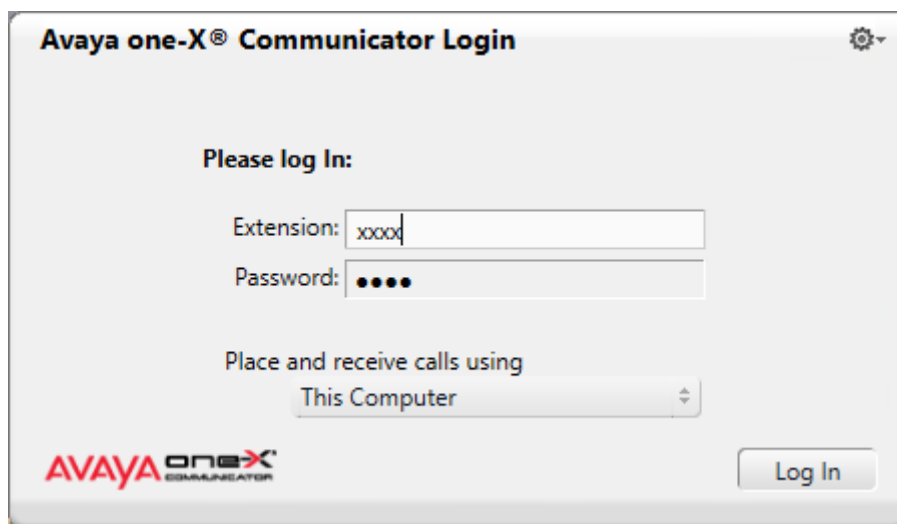 Avaya one-X® Communicator Login
Please log In:
Extension: xxxx
Password: ●●●●
Place and receive calls using
This Computer
AVAYA one-X
COMMUNICATOR
Log In